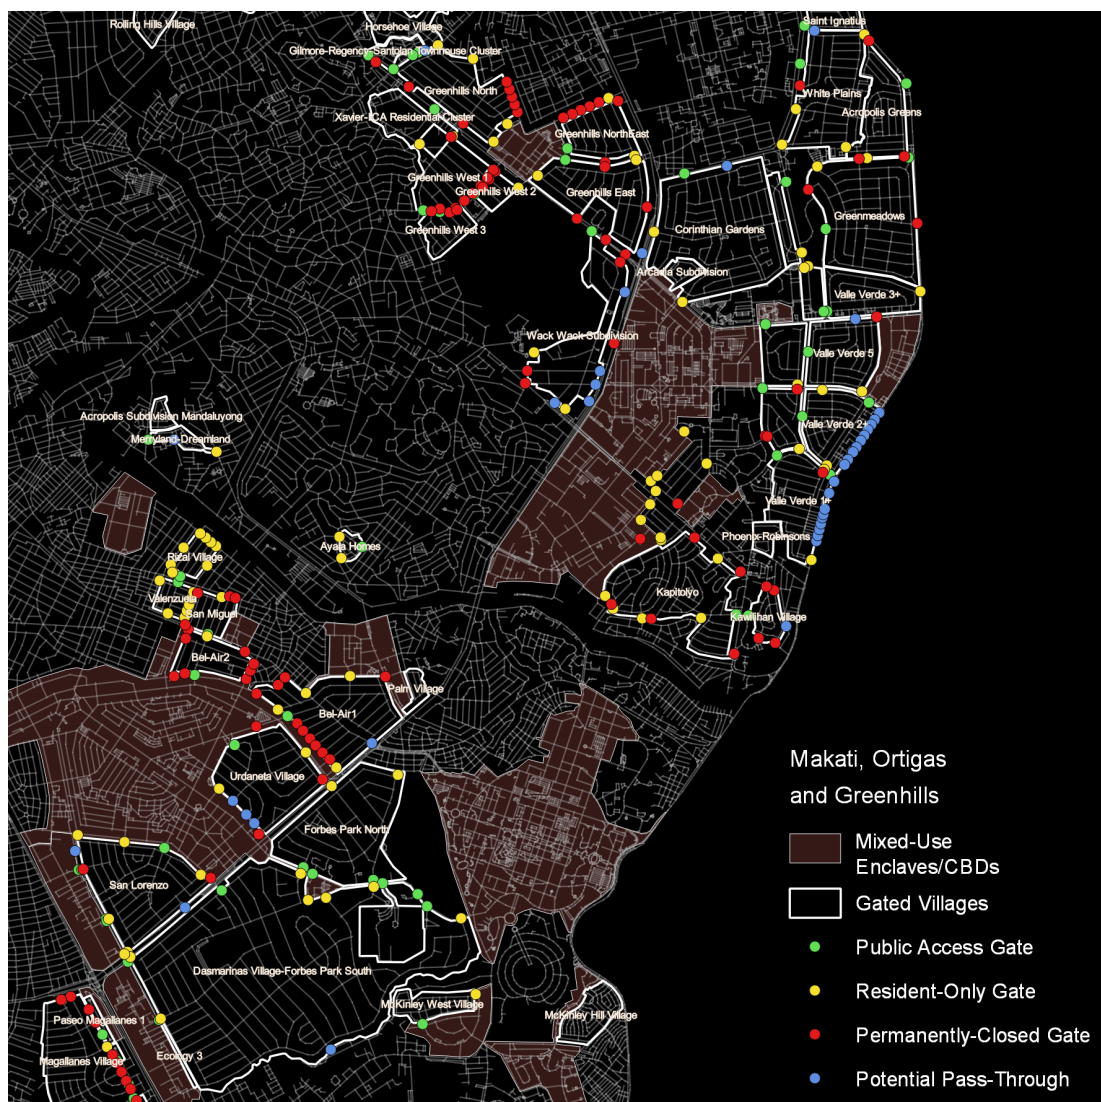 Rolling Hills Village
Horsehoe Village
Saint Ignatius
Gilmore-Regency-Santolan Townhouse Cluster
Greenhills North
White Plains
Acropolis Greens
Xavier-ICA Residential Cluster
Greenhills NorthEast
Greenhills West 1
Greenhills West 2
Greenhills East
Greenhills West 3
Corinthian Gardens
Greenmeadows
Arcadia Subdivision
Valle Verde 3+
Wack Wack Subdivision
Valle Verde 5
Acropolis Subdivision Mandaluyong
Merryland-Dreamland
Valle Verde 2+
Valle Verde 1+
Phoenix-Robinsons
Ayala Homes
Rizal Village
Valenzuela
San Miguel
Kapitolyo
Kawilihan Village
Bel-Air2
Palm Village
Bel-Air1
Urdaneta Village
Forbes Park North
San Lorenzo
Dasmarinas Village-Forbes Park South
McKinley West Village
McKinley Hill Village
Paseo Magallanes 1
Magallanes Village
Ecology 3
Makati, Ortigas
and Greenhills
Mixed-Use
Enclaves/CBDs
Gated Villages
Public Access Gate
Resident-Only Gate
Permanently-Closed Gate
Potential Pass-Through